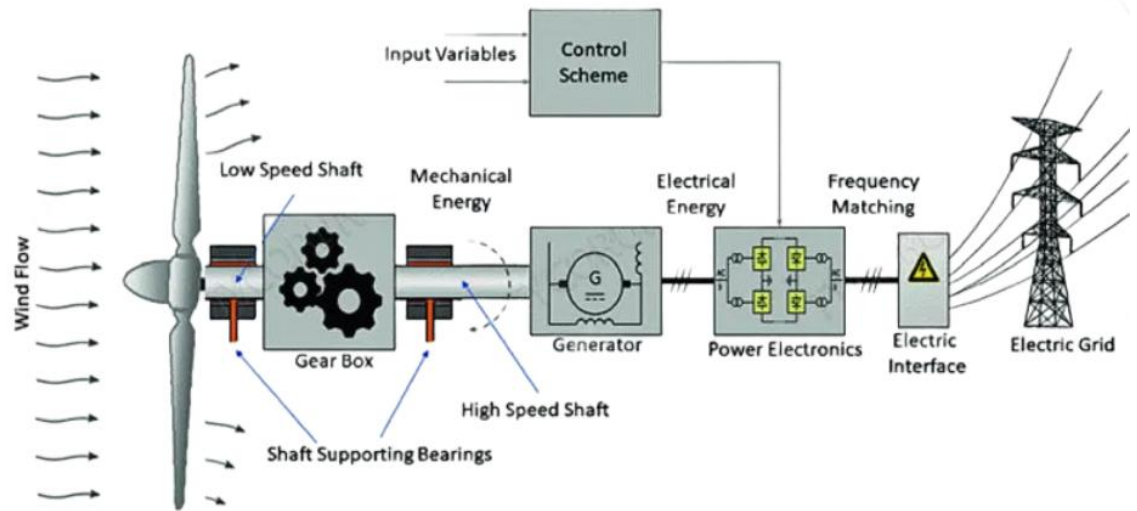 Input Variables
Control
Scheme
Wind Flow
Low Speed Shaft
Mechanical
Energy
Electrical
Energy
Frequency
Matching
G
Gear Box
Generator
Power Electronics
Electric
Interface
Electric Grid
High Speed Shaft
Shaft Supporting Bearings